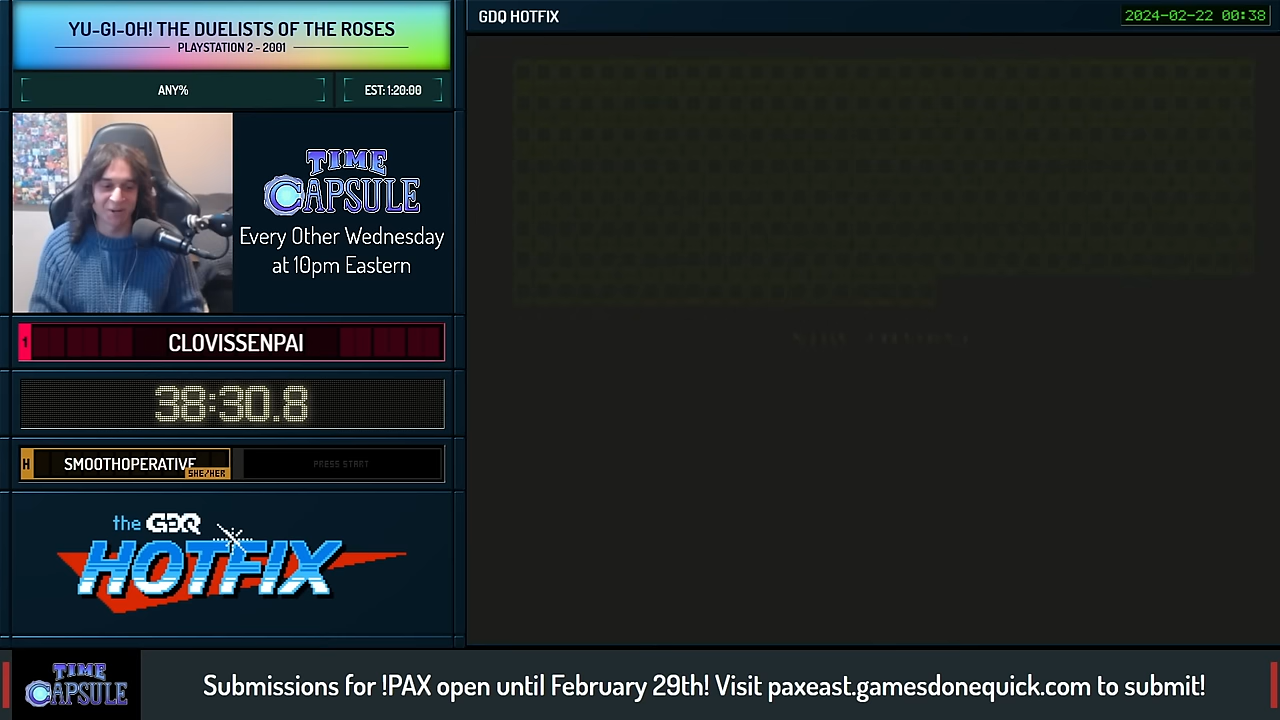 YU-GI-OH! THE DUELISTS OF THE ROSES
PLAYSTATION 2 - 2001
ANY%
EST: 1:20:00
GDQ HOTFIX
2024-02-22 00:38
TIME
CAPSULE
Every Other Wednesday
at 10pm Eastern
1
CLOVISSENPAI
38:30.8
H
SMOOTHOPERATIVE
SHE/HER
PRESS START
the GDQ
HOTFIX
TIME
CAPSULE
Submissions for !PAX open until February 29th! Visit paxeast.gamesdonequick.com to submit!